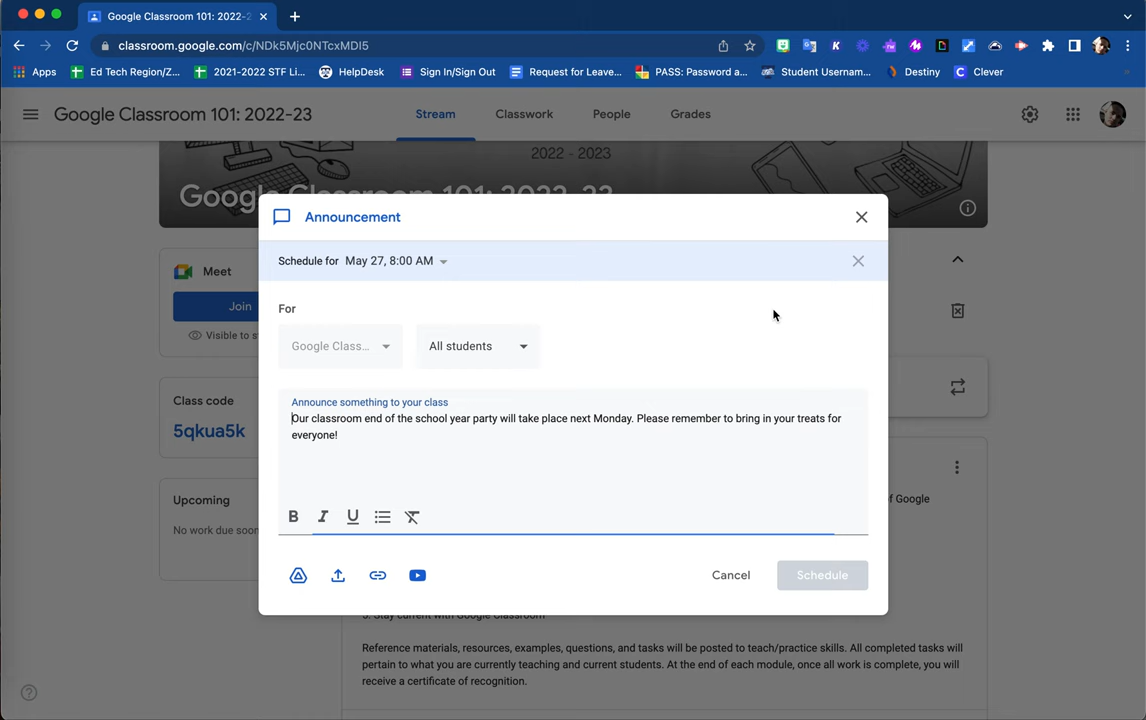 Google Classroom 101: 2022-2
classroom.google.com/c/NDk5Mjc0NTcxMDI5
Apps Ed Tech Region/Z... 2021-2022 STF Li... HelpDesk Sign In/Sign Out Request for Leave... PASS: Password a... Student Usernam... Destiny Clever
Google Classroom 101: 2022-23 Stream Classwork People Grades
2022 - 2023
Google Classroom 101: 2022-23
Announcement
Meet
Schedule for May 27, 8:00 AM
Join
For
Visible to s
Google Class... All students
Class code
Announce something to your class
5qkua5k
Our classroom end of the school year party will take place next Monday. Please remember to bring in your treats for
everyone!
Upcoming
of Google
No work due soon
B I U
Cancel Schedule
3. Stay current with Google Classroom
Reference materials, resources, examples, questions, and tasks will be posted to teach/practice skills. All completed tasks will
pertain to what you are currently teaching and current students. At the end of each module, once all work is complete, you will
receive a certificate of recognition.